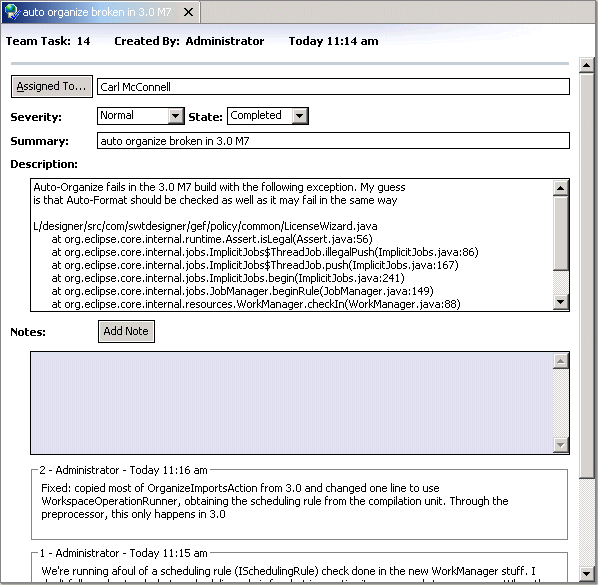 auto organize broken in 3.0 M7
Team Task: 14 Created By: Administrator Today 11:14 am
Assigned To... Carl McConnell
Severity: Normal State: Completed
Summary: auto organize broken in 3.0 M7
Description:
Auto-Organize fails in the 3.0 M7 build with the following exception. My guess
is that Auto-Format should be checked as well as it may fail in the same way
L/designer/src/com/swtdesigner/gef/policy/common/LicenseWizard.java
at org.eclipse.core.internal.runtime.Assert.isLegal(Assert.java:56)
at org.eclipse.core.internal.jobs.ImplicitJobs$ThreadJob.illegalPush(ImplicitJobs.java:86)
at org.eclipse.core.internal.jobs.ImplicitJobs$ThreadJob.push(ImplicitJobs.java:167)
at org.eclipse.core.internal.jobs.ImplicitJobs.begin(ImplicitJobs.java:241)
at org.eclipse.core.internal.jobs.JobManager.beginRule(JobManager.java:149)
at org.eclipse.core.internal.resources.WorkManager.checkIn(WorkManager.java:88)
Notes: Add Note
2 - Administrator - Today 11:16 am
Fixed: copied most of OrganizeImportsAction from 3.0 and changed one line to use
WorkspaceOperationRunner, obtaining the scheduling rule from the compilation unit. Through the
preprocessor, this only happens in 3.0
1 - Administrator - Today 11:15 am
We're running afoul of a scheduling rule (ISchedulingRule) check done in the new WorkManager stuff. I